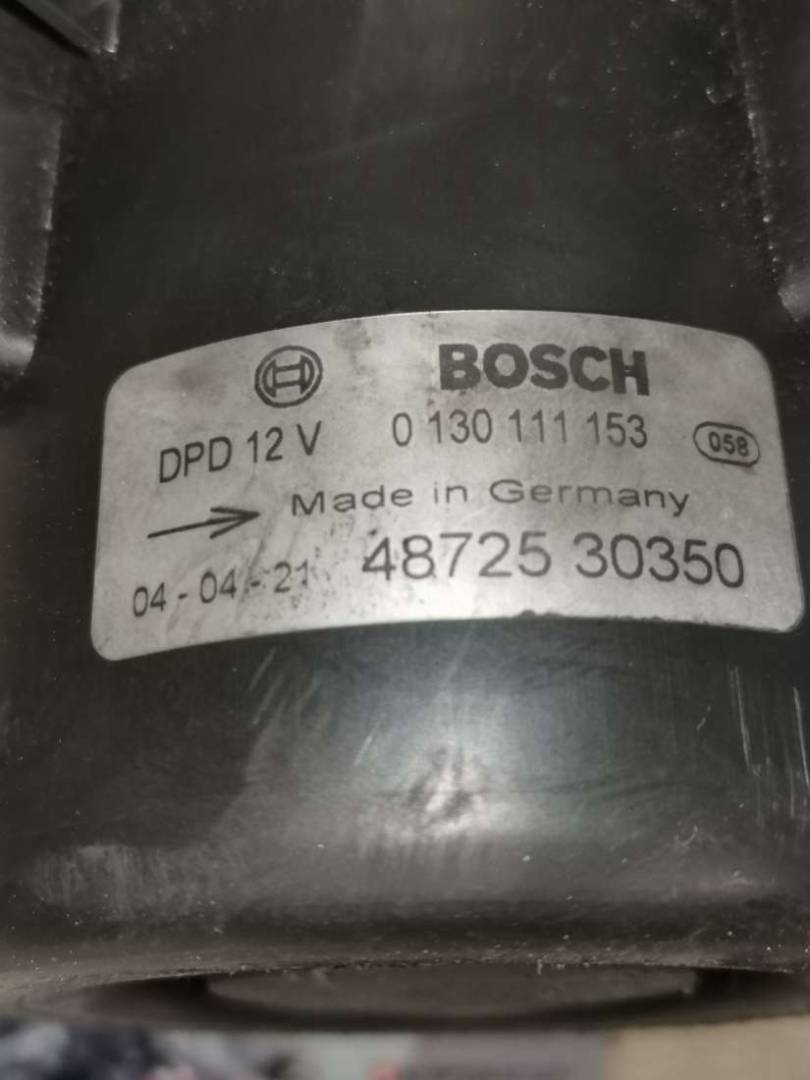 BOSCH
DPD 12 V 0 130 111 153 058
Made in Germany
04-04-21 48725 30350